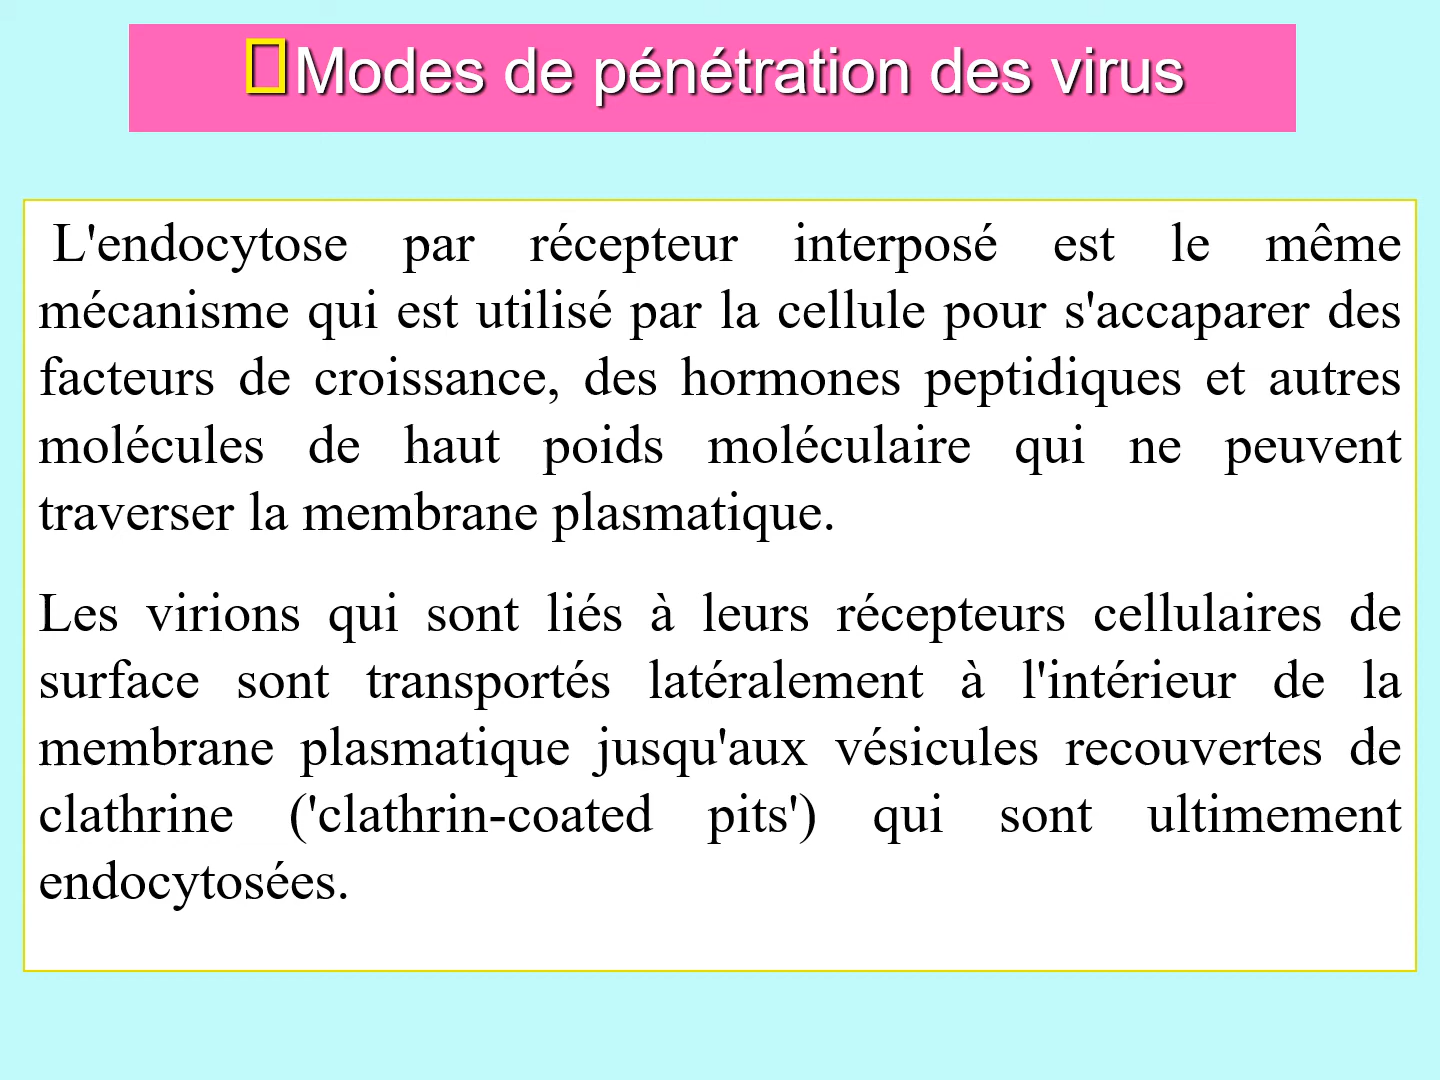 Modes de pénétration des virus
L'endocytose par récepteur interposé est le même
mécanisme qui est utilisé par la cellule pour s'accaparer des
facteurs de croissance, des hormones peptidiques et autres
molécules de haut poids moléculaire qui ne peuvent
traverser la membrane plasmatique.
Les virions qui sont liés à leurs récepteurs cellulaires de
surface sont transportés latéralement à l'intérieur de la
membrane plasmatique jusqu'aux vésicules recouvertes de
clathrine ('clathrin-coated pits') qui sont ultimement
endocytosées.